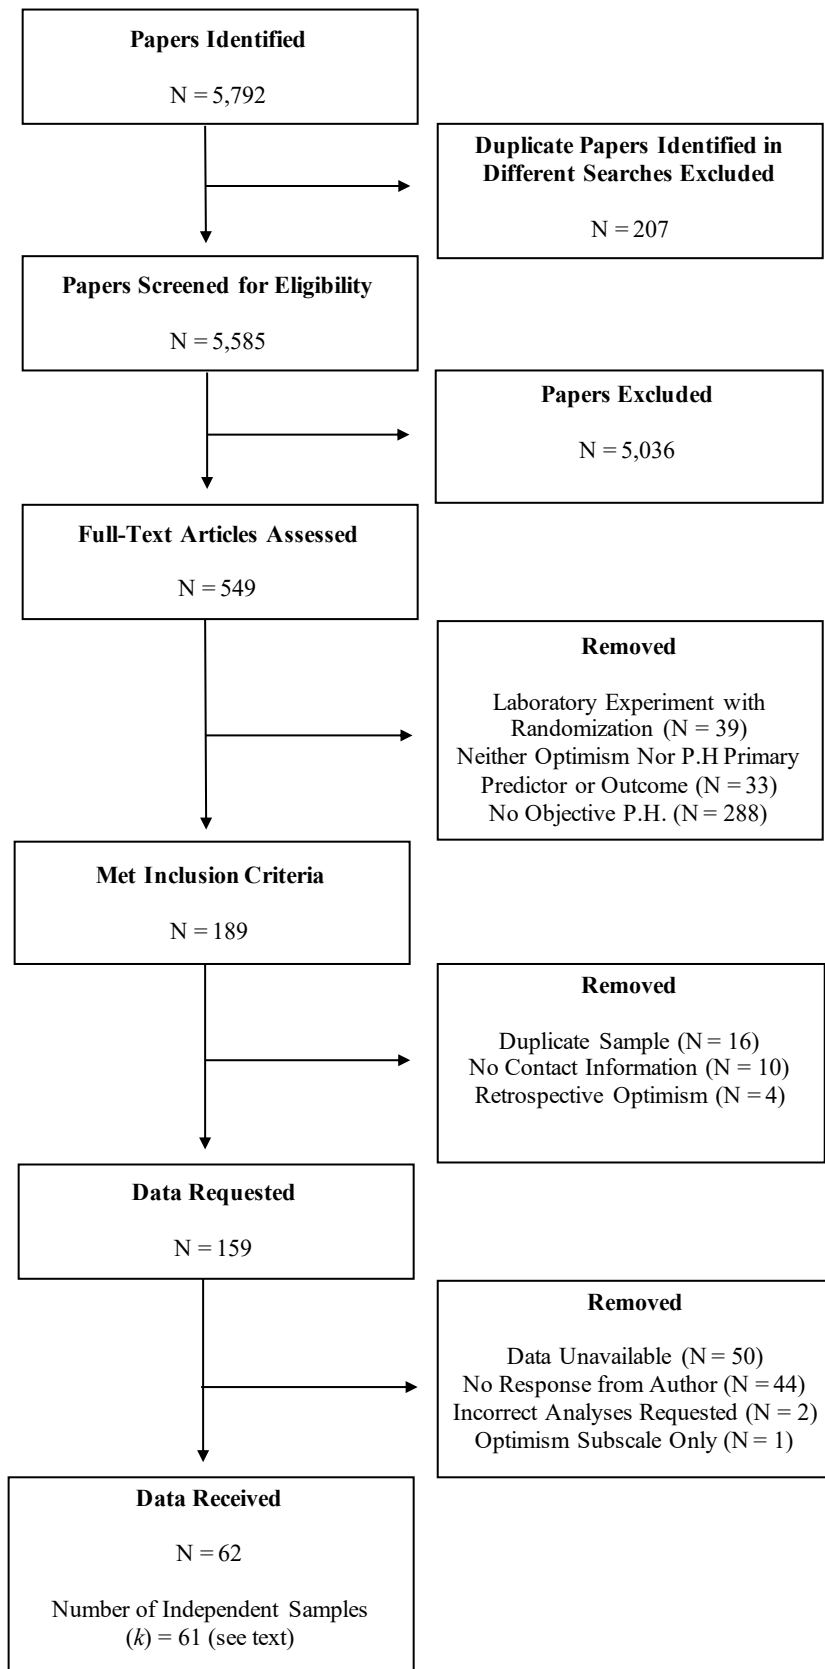 Papers Identified
N = 5,792
Duplicate Papers Identified in
Different Searches Excluded
N = 207
Papers Screened for Eligibility
N = 5,585
Papers Excluded
N = 5,036
Full-Text Articles Assessed
N = 549
Removed
Laboratory Experiment with
Randomization (N = 39)
Neither Optimism Nor P.H Primary
Predictor or Outcome (N = 33)
No Objective P.H. (N = 288)
Met Inclusion Criteria
N = 189
Removed
Duplicate Sample (N = 16)
No Contact Information (N = 10)
Retrospective Optimism (N = 4)
Data Requested
N = 159
Removed
Data Unavailable (N = 50)
No Response from Author (N = 44)
Incorrect Analyses Requested (N = 2)
Optimism Subscale Only (N = 1)
Data Received
N = 62
Number of Independent Samples
(k) = 61 (see text)